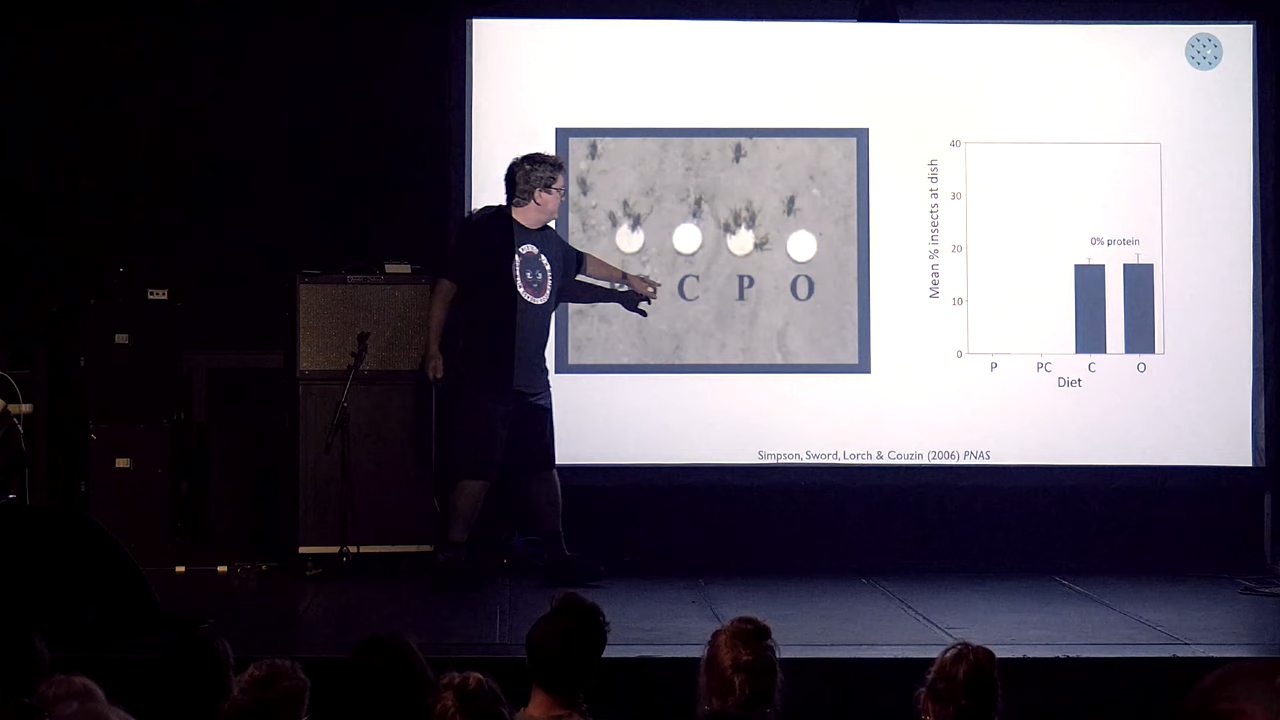 C P O
Mean % insects at dish
40
30
20
10
0
0% protein
P PC C O
Diet
Simpson, Sword, Lorch & Couzin (2006) PNAS